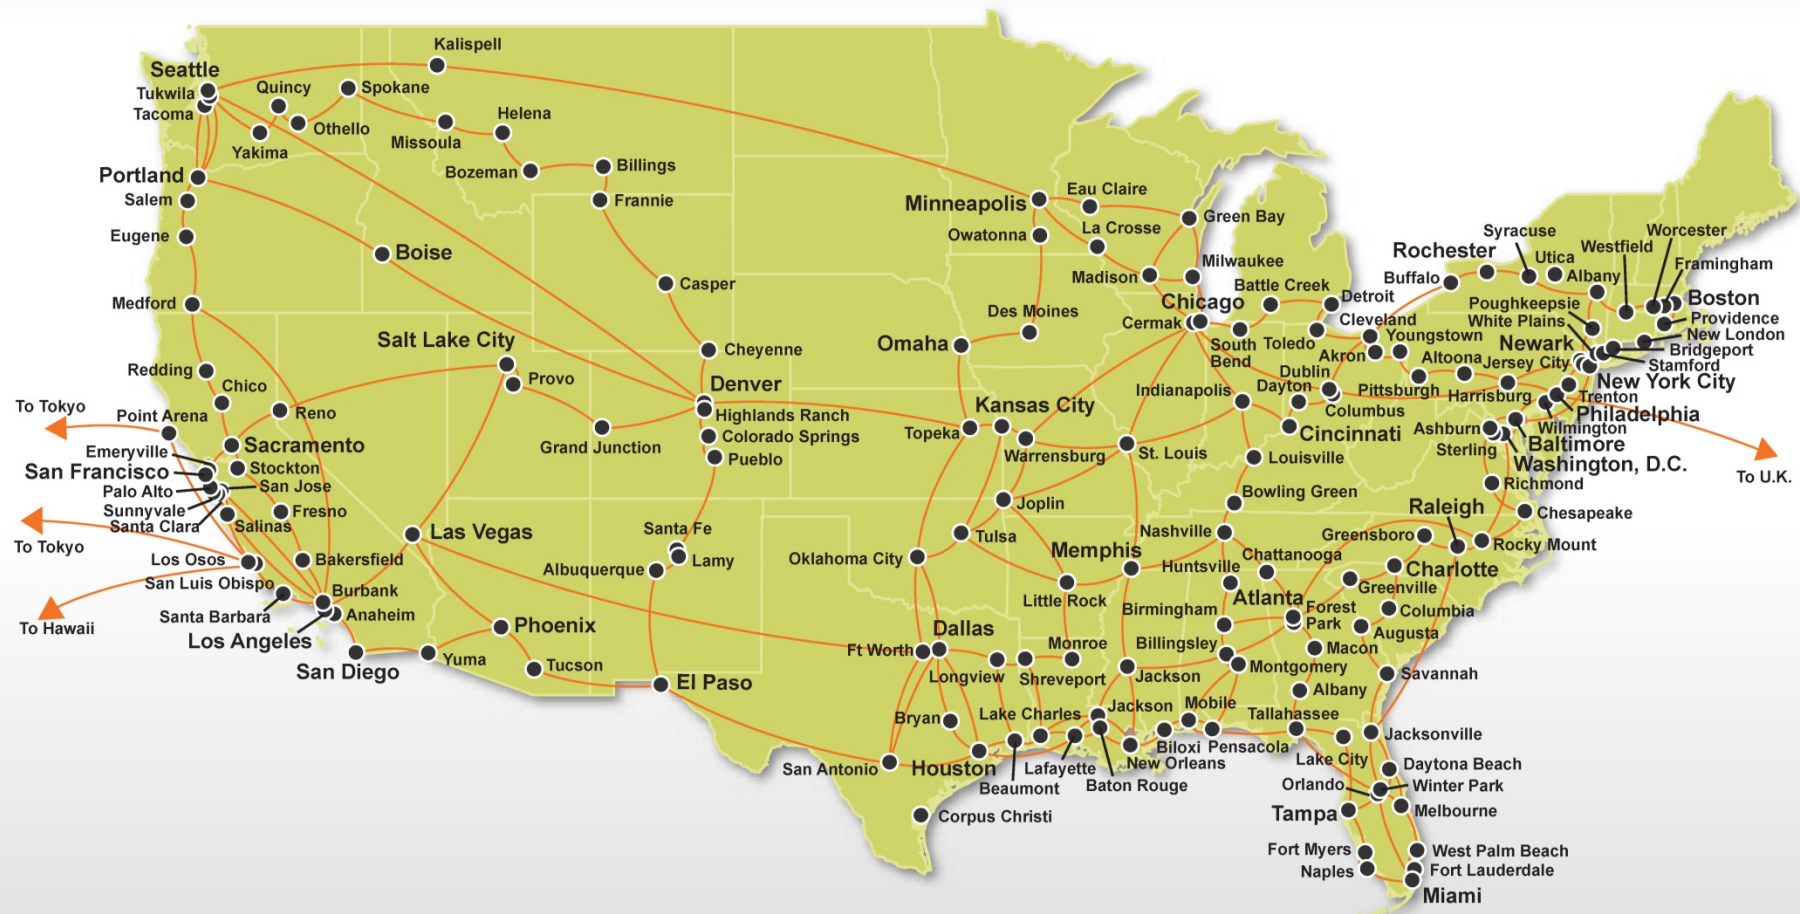 Kalispell
Seattle
Tukwila
Tacoma
Quincy
Spokane
Othello
Yakima
Missoula
Helena
Bozeman
Billings
Frannie
Portland
Salem
Eugene
Boise
Medford
Casper
Cheyenne
Salt Lake City
Provo
Redding
Chico
Reno
Denver
Highlands Ranch
Colorado Springs
Pueblo
Grand Junction
To Tokyo
Point Arena
Sacramento
Emeryville
San Francisco
Stockton
Palo Alto
San Jose
Sunnyvale
Santa Clara
Salinas
Fresno
To Tokyo
Los Osos
Bakersfield
San Luis Obispo
Burbank
Santa Barbara
Anaheim
To Hawaii
Los Angeles
San Diego
Yuma
Las Vegas
Phoenix
Tucson
Santa Fe
Lamy
Albuquerque
El Paso
Minneapolis
Eau Claire
Owatonna
La Crosse
Green Bay
Madison
Milwaukee
Des Moines
Omaha
Chicago
Cermak
Battle Creek
Detroit
South
Bend
Toledo
Cleveland
Akron
Youngstown
Dublin
Dayton
Columbus
Indianapolis
Cincinnati
Kansas City
Topeka
Warrensburg
St. Louis
Louisville
Bowling Green
Joplin
Tulsa
Oklahoma City
Nashville
Memphis
Little Rock
Huntsville
Chattanooga
Birmingham
Atlanta
Forest
Park
Billingsley
Montgomery
Macon
Albany
Dallas
Ft Worth
Longview
Shreveport
Monroe
Jackson
Bryan
Lake Charles
Jackson
Mobile
Tallahassee
San Antonio
Houston
Beaumont
Lafayette
Baton Rouge
New Orleans
Biloxi
Pensacola
Corpus Christi
Lake City
Jacksonville
Daytona Beach
Orlando
Winter Park
Tampa
Melbourne
Fort Myers
Naples
West Palm Beach
Fort Lauderdale
Miami
Savannah
Augusta
Columbia
Greenville
Charlotte
Greensboro
Raleigh
Rocky Mount
Chesapeake
Richmond
Washington, D.C.
Sterling
Ashburn
Baltimore
Wilmington
Philadelphia
Trenton
Harrisburg
Altoona
Pittsburgh
New York City
Jersey City
Newark
Stamford
Bridgeport
New London
Providence
Boston
Framingham
Worcester
Westfield
White Plains
Poughkeepsie
Albany
Utica
Syracuse
Rochester
Buffalo
To U.K.